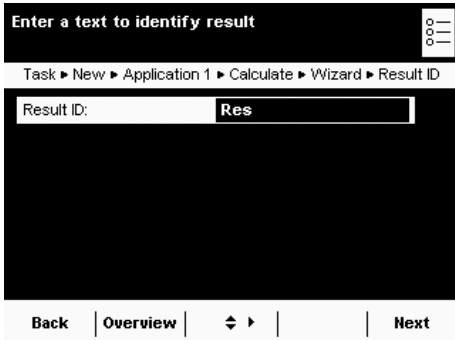 Enter a text to identify result
Task ▸ New ▸ Application 1 ▸ Calculate ▸ Wizard ▸ Result ID
Result ID: Res
Back Overview Next